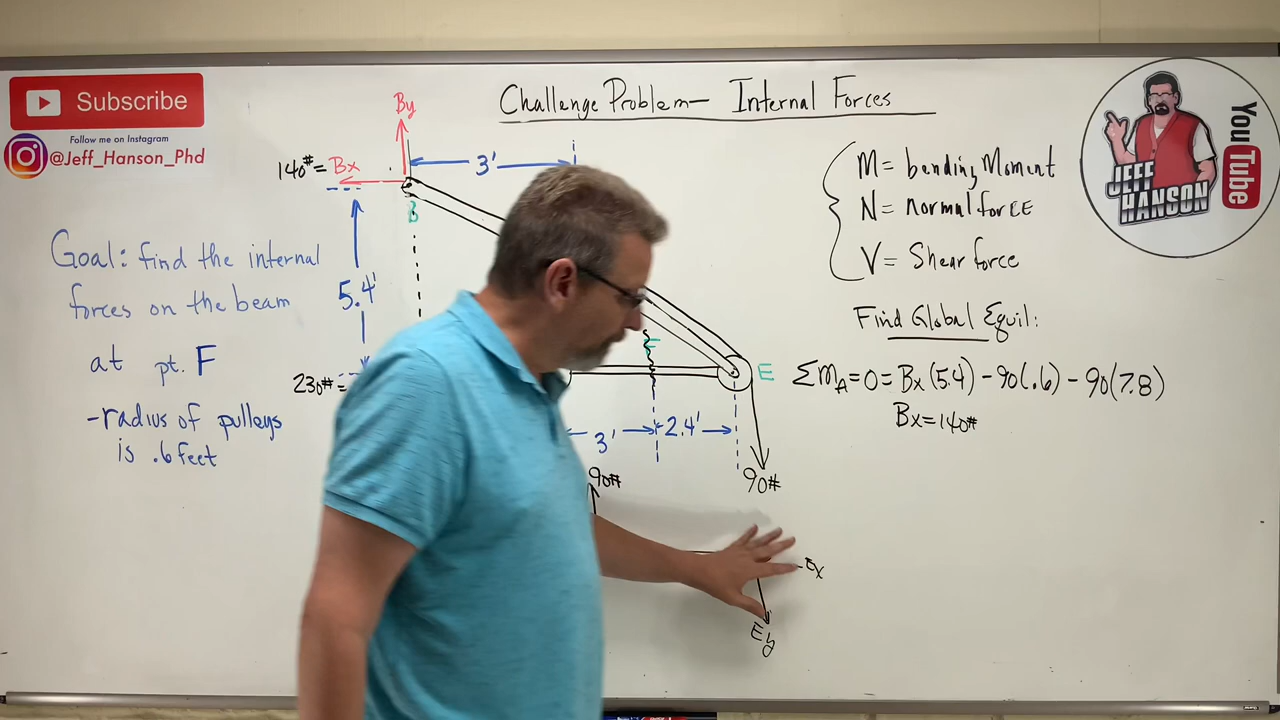 Subscribe
Follow me on Instagram
@Jeff_Hanson_Phd
Challenge Problem— Internal Forces
YouTube
JEFF
HANSON
By
140# = Bx
3'
B
5.4'
230# =
Goal: find the internal
forces on the beam
at pt. F
-radius of pulleys
is .6 feet
F
E
3'
2.4'
90#
90#
Ex
Ey
M= bending Moment
N= normal force
V= Shear force
Find Global Equil:
ΣMA=0= Bx(5.4) -90(.6) -90(7.8)
Bx=140#